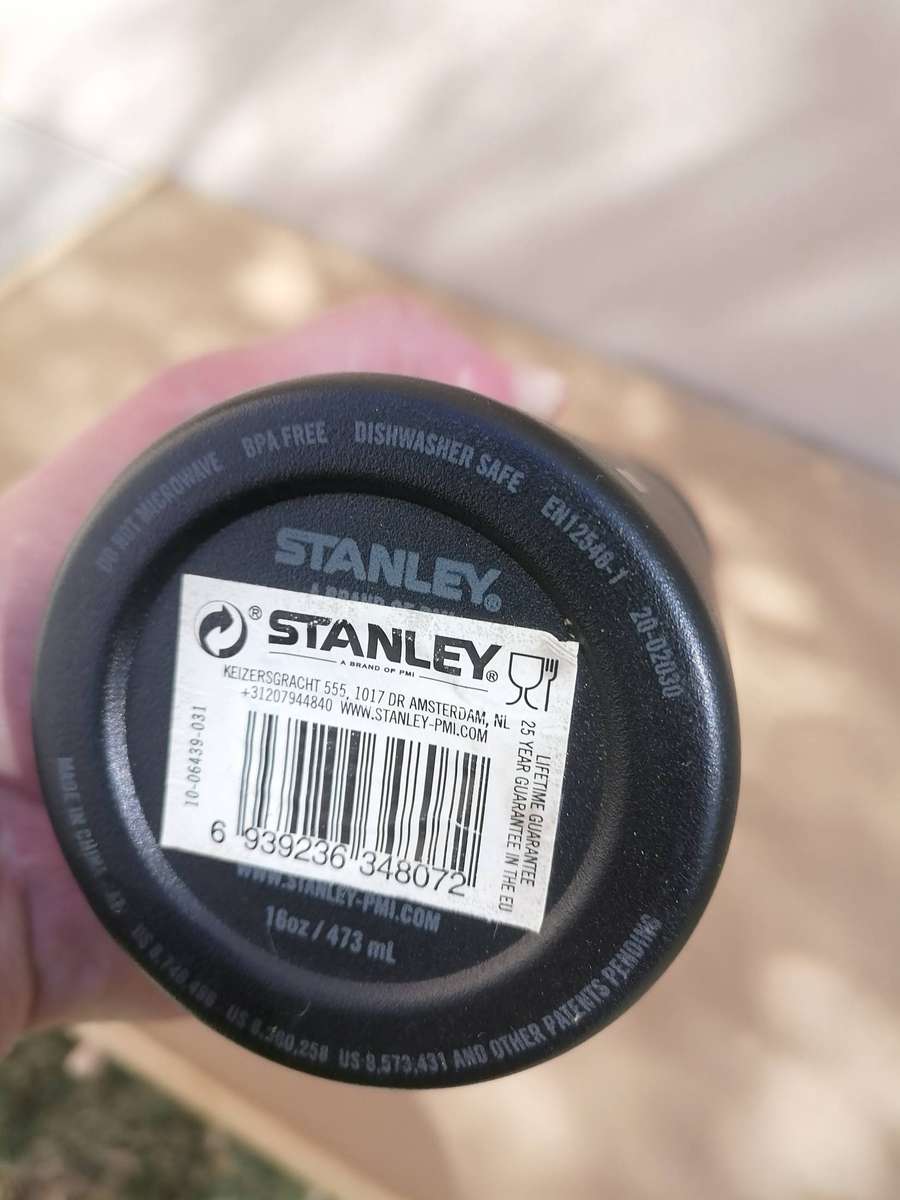 DO NOT MICROWAVE BPA FREE DISHWASHER SAFE EN12546-1 20-02030
STANLEY®
® STANLEY®
A BRAND OF PMI
KEIZERSGRACHT 555, 1017 DR AMSTERDAM, NL
+31207944840 WWW.STANLEY-PMI.COM
10-06439-031
LIFETIME GUARANTEE
25 YEAR GUARANTEE IN THE EU
6 939236 348072
WWW.STANLEY-PMI.COM
16oz / 473 mL
MADE IN CHINA
US 8,573,431 AND OTHER PATENTS PENDING